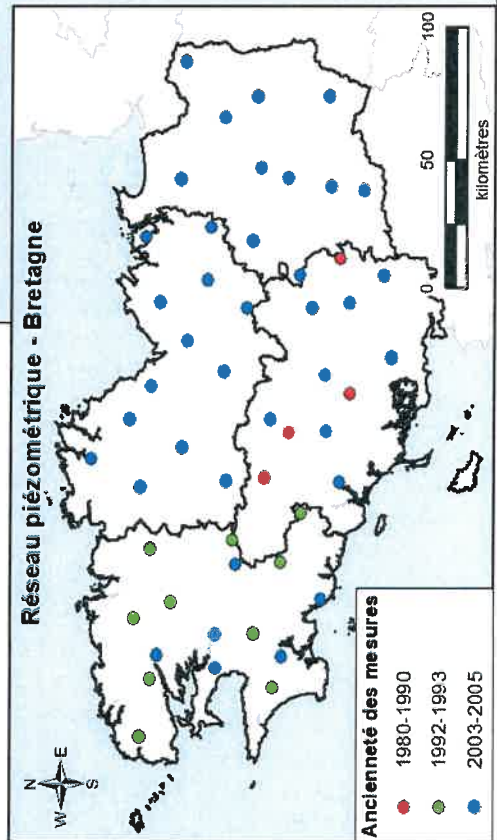 Réseau piézométrique - Bretagne
N
W E
S
Ancienneté des mesures
1980-1990
1992-1993
2003-2005
0 50 100
kilomètres